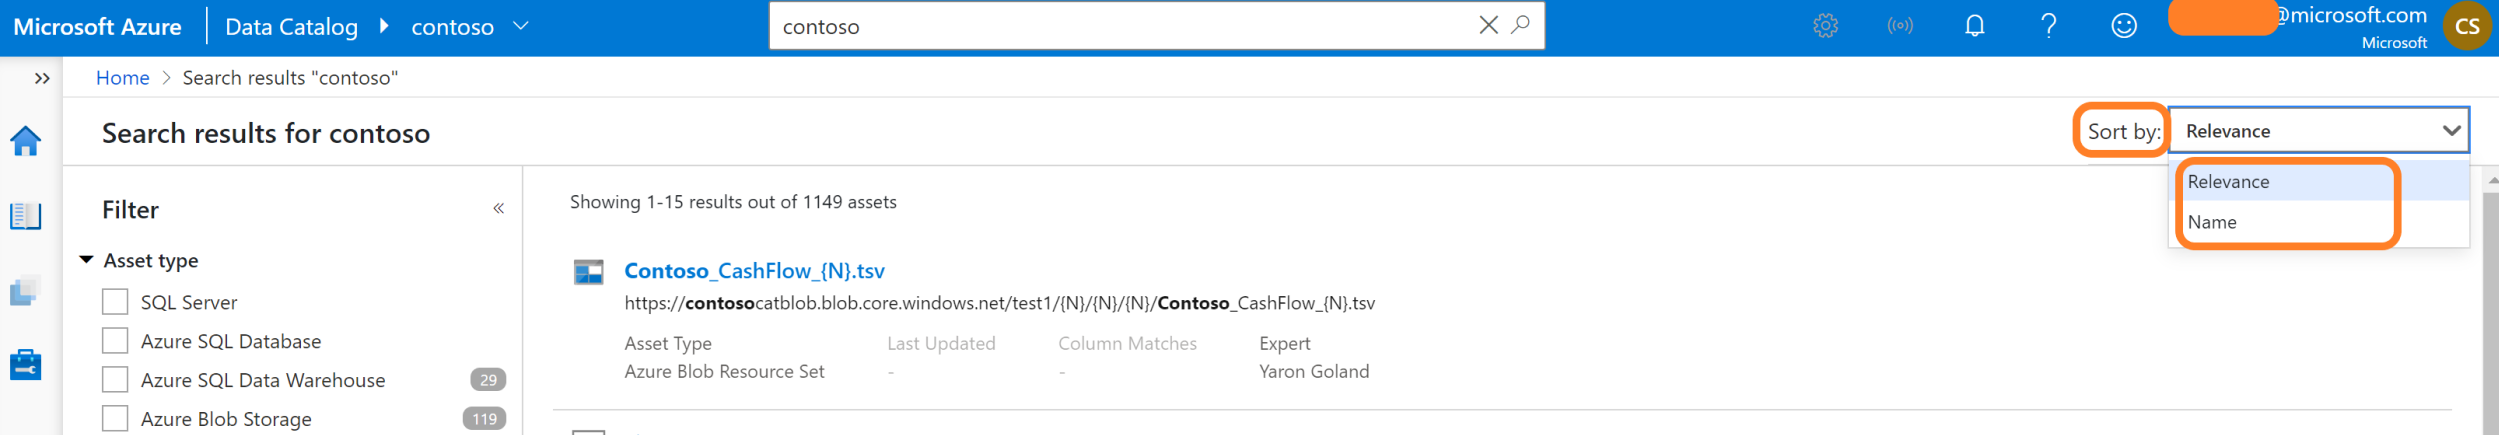 Microsoft Azure Data Catalog contoso
contoso
@microsoft.com
Microsoft
CS
Home > Search results "contoso"
Search results for contoso
Sort by: Relevance
Relevance
Name
Filter
Asset type
SQL Server
Azure SQL Database
Azure SQL Data Warehouse 29
Azure Blob Storage 119
Showing 1-15 results out of 1149 assets
Contoso_CashFlow_{N}.tsv
https://contosocatblob.blob.core.windows.net/test1/{N}/{N}/{N}/Contoso_CashFlow_{N}.tsv
Asset Type Last Updated Column Matches Expert
Azure Blob Resource Set - - Yaron Goland